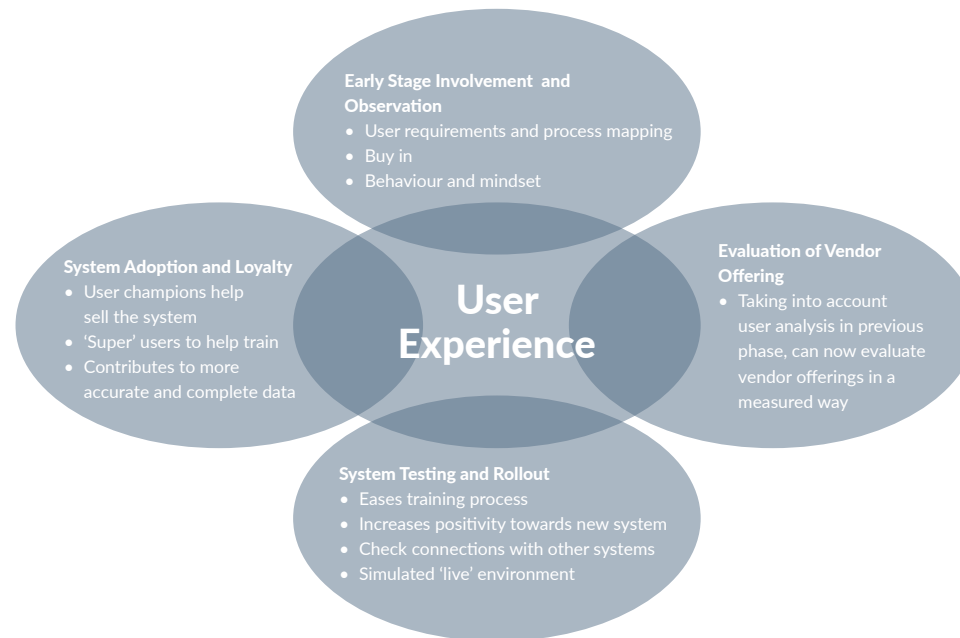 Early Stage Involvement and
Observation
• User requirements and process mapping
• Buy in
• Behaviour and mindset
System Adoption and Loyalty
• User champions help
sell the system
• ‘Super’ users to help train
• Contributes to more
accurate and complete data
User
Experience
Evaluation of Vendor
Offering
• Taking into account
user analysis in previous
phase, can now evaluate
vendor offerings in a
measured way
System Testing and Rollout
• Eases training process
• Increases positivity towards new system
• Check connections with other systems
• Simulated ‘live’ environment